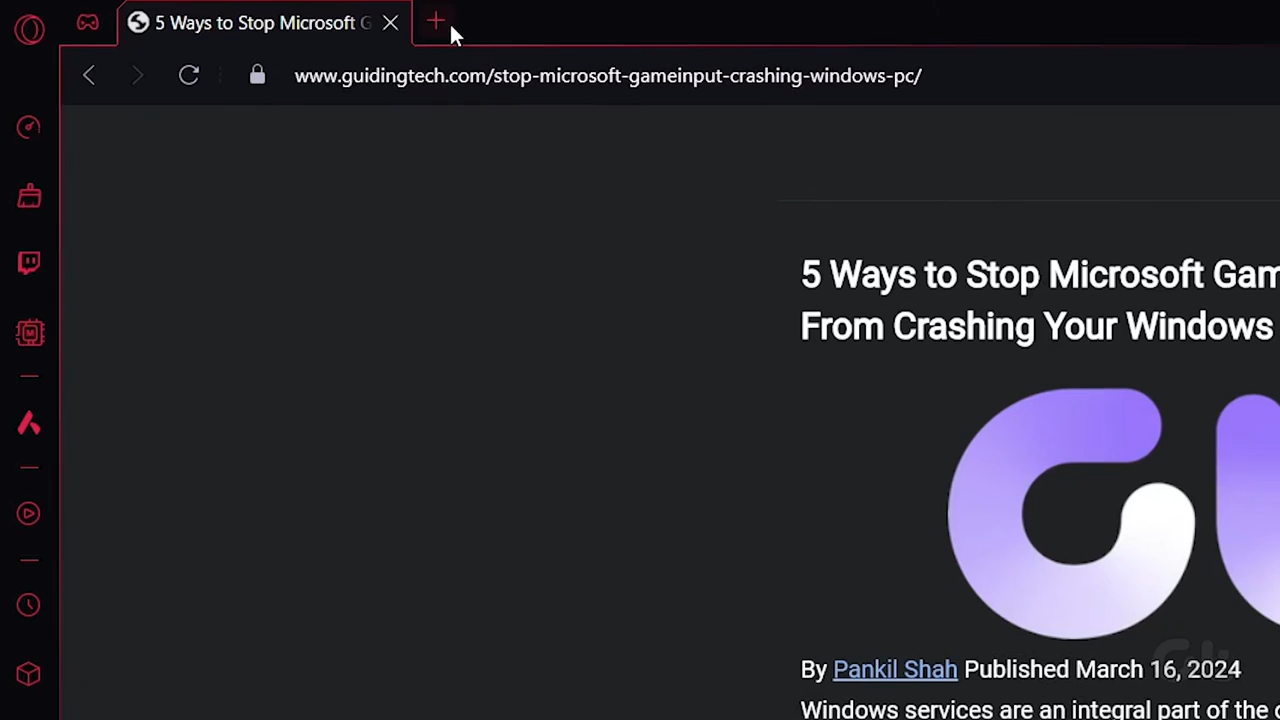 5 Ways to Stop Microsoft G
www.guidingtech.com/stop-microsoft-gameinput-crashing-windows-pc/
5 Ways to Stop Microsoft Gam
From Crashing Your Windows
By Pankil Shah Published March 16, 2024
Windows services are an integral part of the